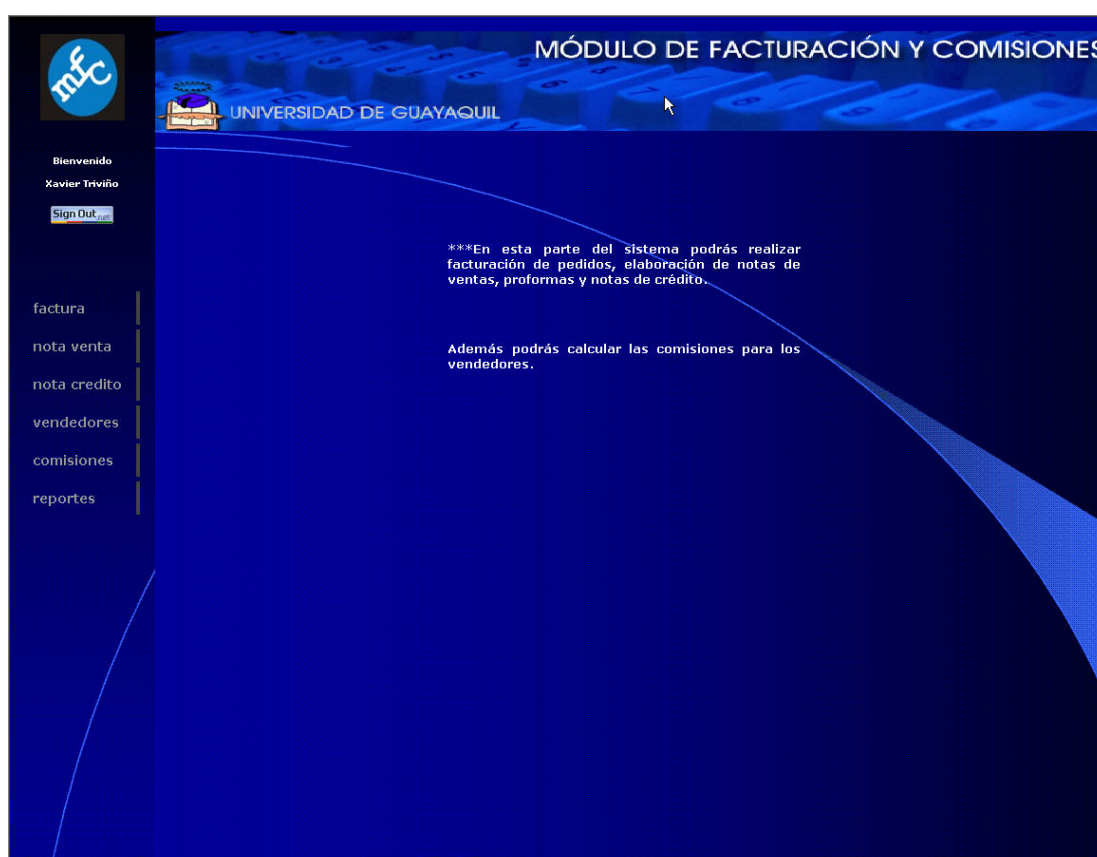 mfc
MÓDULO DE FACTURACIÓN Y COMISIONES
UNIVERSIDAD DE GUAYAQUIL
Bienvenido
Xavier Triviño
Sign Out.net
factura
nota venta
nota credito
vendedores
comisiones
reportes
***En esta parte del sistema podrás realizar
facturación de pedidos, elaboración de notas de
ventas, proformas y notas de crédito.
Además podrás calcular las comisiones para los
vendedores.